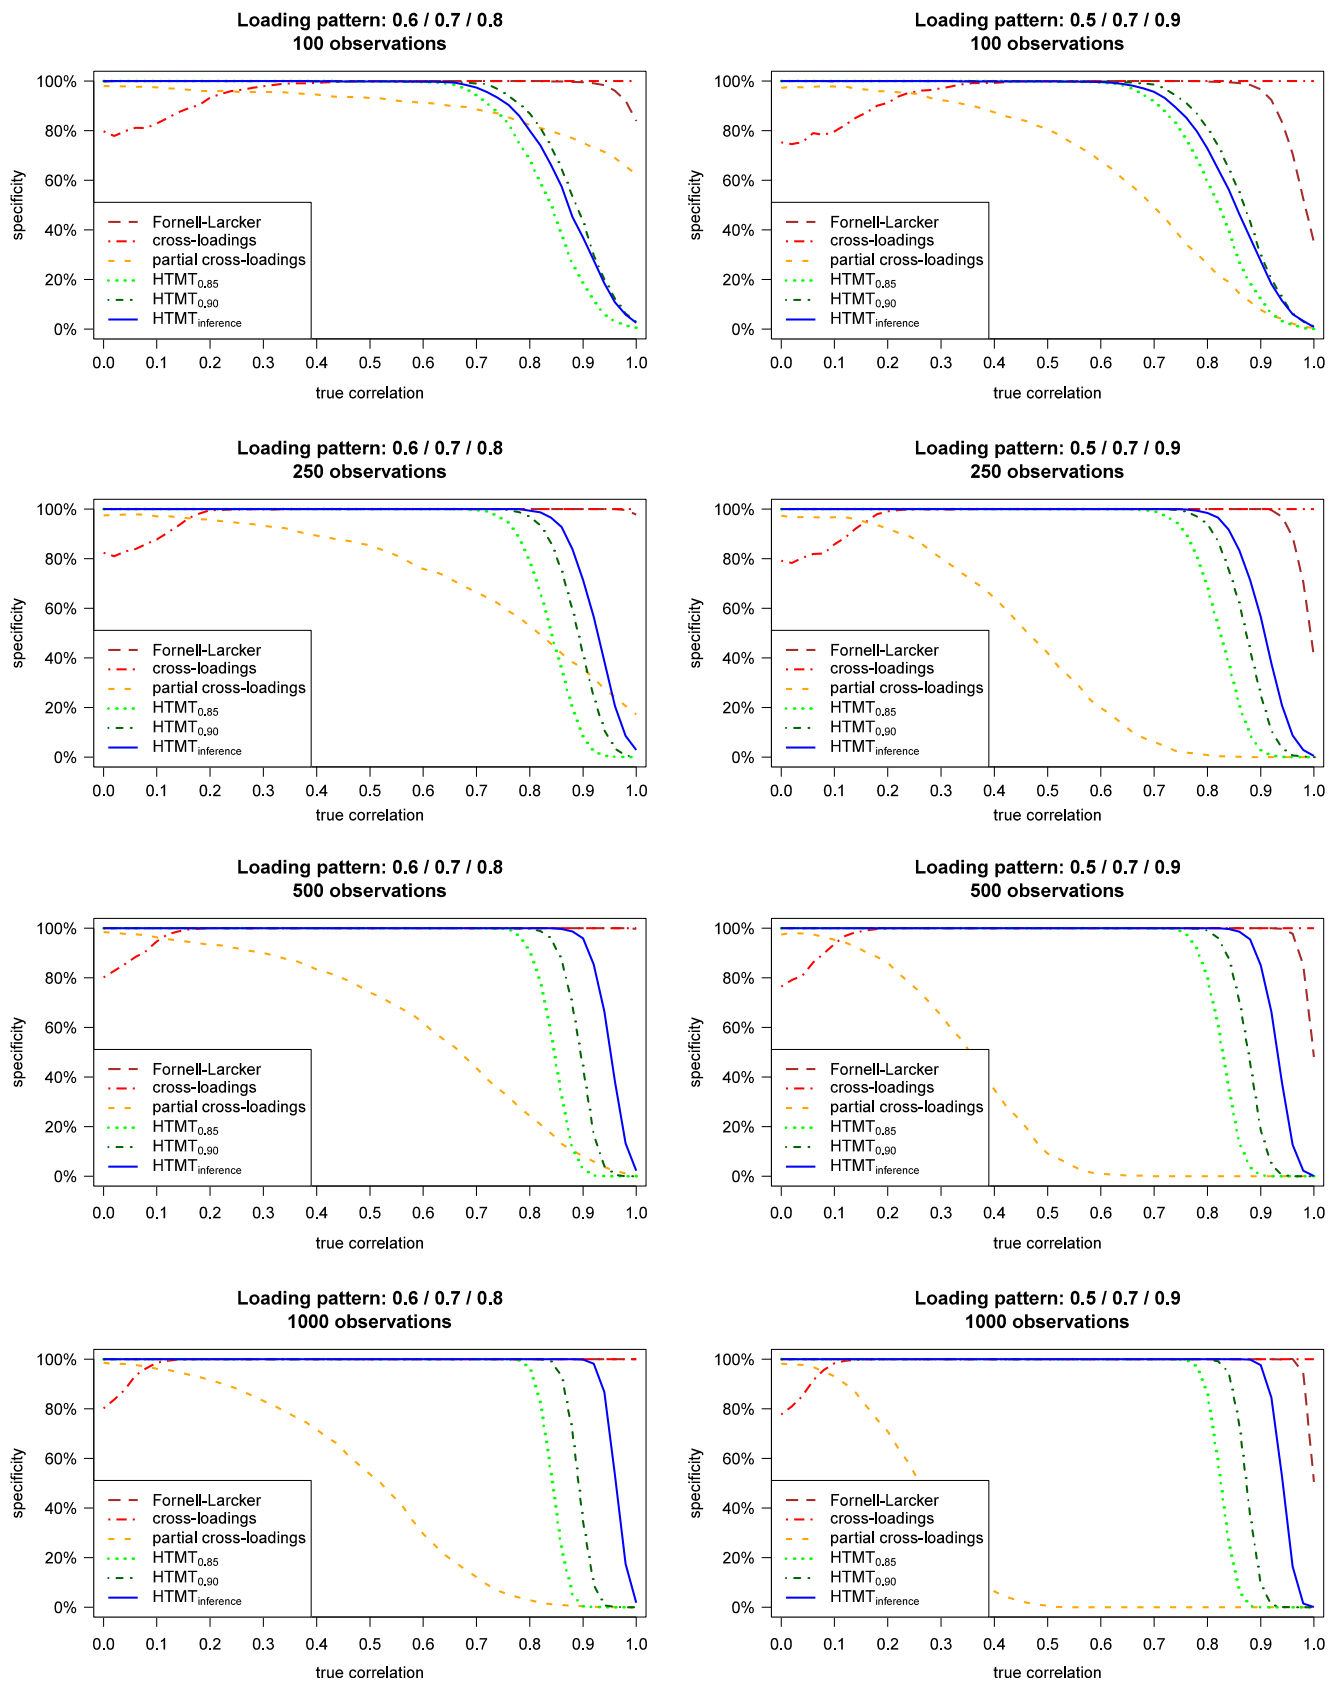 Loading pattern: 0.6 / 0.7 / 0.8
100 observations
specificity
100%
80%
60%
40%
20%
0%
Fornell-Larcker
cross-loadings
partial cross-loadings
HTMT0.85
HTMT0.90
HTMTinference
0.0 0.1 0.2 0.3 0.4 0.5 0.6 0.7 0.8 0.9 1.0
true correlation
Loading pattern: 0.5 / 0.7 / 0.9
100 observations
specificity
100%
80%
60%
40%
20%
0%
Fornell-Larcker
cross-loadings
partial cross-loadings
HTMT0.85
HTMT0.90
HTMTinference
0.0 0.1 0.2 0.3 0.4 0.5 0.6 0.7 0.8 0.9 1.0
true correlation
Loading pattern: 0.6 / 0.7 / 0.8
250 observations
specificity
100%
80%
60%
40%
20%
0%
Fornell-Larcker
cross-loadings
partial cross-loadings
HTMT0.85
HTMT0.90
HTMTinference
0.0 0.1 0.2 0.3 0.4 0.5 0.6 0.7 0.8 0.9 1.0
true correlation
Loading pattern: 0.5 / 0.7 / 0.9
250 observations
specificity
100%
80%
60%
40%
20%
0%
Fornell-Larcker
cross-loadings
partial cross-loadings
HTMT0.85
HTMT0.90
HTMTinference
0.0 0.1 0.2 0.3 0.4 0.5 0.6 0.7 0.8 0.9 1.0
true correlation
Loading pattern: 0.6 / 0.7 / 0.8
500 observations
specificity
100%
80%
60%
40%
20%
0%
Fornell-Larcker
cross-loadings
partial cross-loadings
HTMT0.85
HTMT0.90
HTMTinference
0.0 0.1 0.2 0.3 0.4 0.5 0.6 0.7 0.8 0.9 1.0
true correlation
Loading pattern: 0.5 / 0.7 / 0.9
500 observations
specificity
100%
80%
60%
40%
20%
0%
Fornell-Larcker
cross-loadings
partial cross-loadings
HTMT0.85
HTMT0.90
HTMTinference
0.0 0.1 0.2 0.3 0.4 0.5 0.6 0.7 0.8 0.9 1.0
true correlation
Loading pattern: 0.6 / 0.7 / 0.8
1000 observations
specificity
100%
80%
60%
40%
20%
0%
Fornell-Larcker
cross-loadings
partial cross-loadings
HTMT0.85
HTMT0.90
HTMTinference
0.0 0.1 0.2 0.3 0.4 0.5 0.6 0.7 0.8 0.9 1.0
true correlation
Loading pattern: 0.5 / 0.7 / 0.9
1000 observations
specificity
100%
80%
60%
40%
20%
0%
Fornell-Larcker
cross-loadings
partial cross-loadings
HTMT0.85
HTMT0.90
HTMTinference
0.0 0.1 0.2 0.3 0.4 0.5 0.6 0.7 0.8 0.9 1.0
true correlation